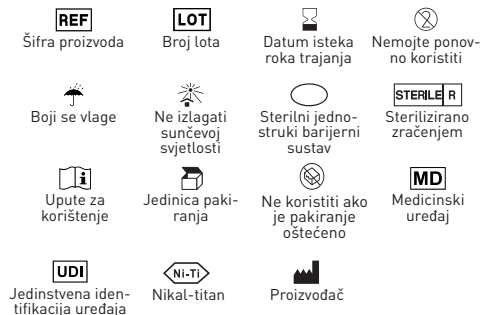 REF
Šifra proizvoda
LOT
Broj lota
Datum isteka
roka trajanja
2
Nemojte ponov-
no koristiti
Boji se vlage
Ne izlagati
sunčevoj
svjetlosti
Sterilni jedno-
struki barijerni
sustav
STERILE R
Sterilizirano
zračenjem
i
Upute za
korištenje
Jedinica paki-
ranja
Ne koristiti ako
je pakiranje
oštećeno
MD
Medicinski
uređaj
UDI
Jedinstvena iden-
tifikacija uređaja
Ni-Ti
Nikal-titan
Proizvođač